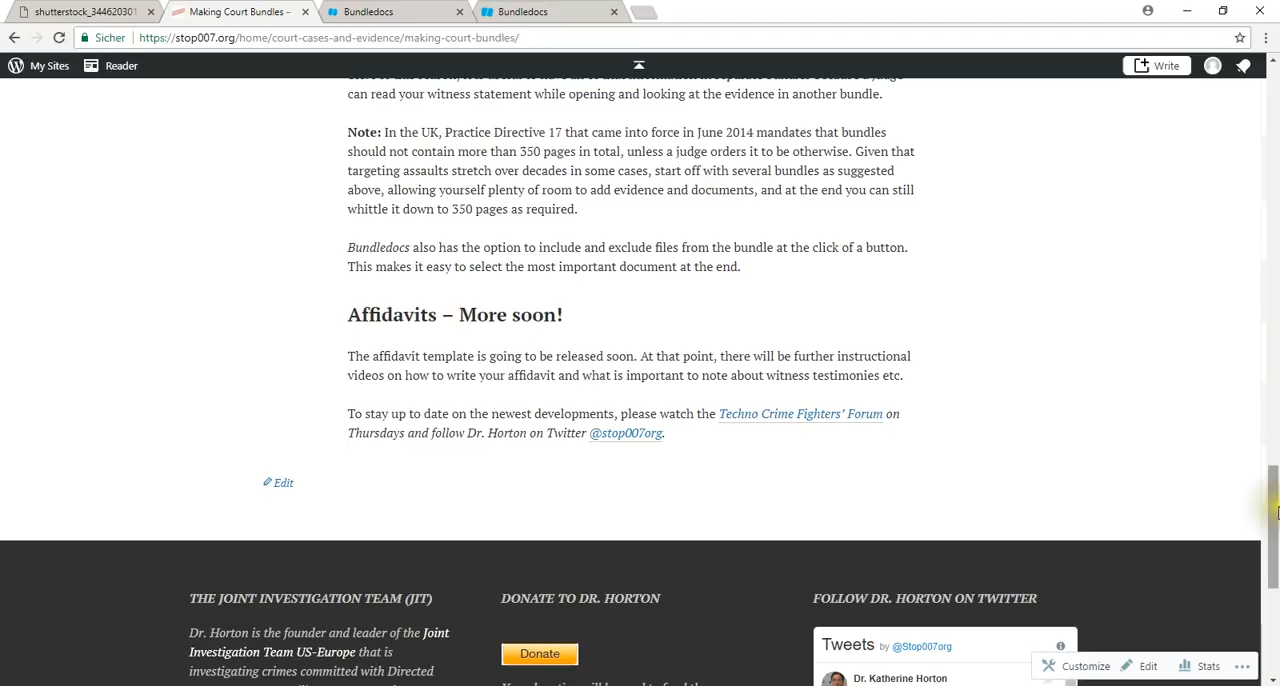 shutterstock_344620301
Making Court Bundles –
Bundledocs
Bundledocs
Sicher
https://stop007.org/home/court-cases-and-evidence/making-court-bundles/
My Sites
Reader
Write
can read your witness statement while opening and looking at the evidence in another bundle.
Note: In the UK, Practice Directive 17 that came into force in June 2014 mandates that bundles
should not contain more than 350 pages in total, unless a judge orders it to be otherwise. Given that
targeting assaults stretch over decades in some cases, start off with several bundles as suggested
above, allowing yourself plenty of room to add evidence and documents, and at the end you can still
whittle it down to 350 pages as required.
Bundledocs also has the option to include and exclude files from the bundle at the click of a button.
This makes it easy to select the most important document at the end.
Affidavits – More soon!
The affidavit template is going to be released soon. At that point, there will be further instructional
videos on how to write your affidavit and what is important to note about witness testimonies etc.
To stay up to date on the newest developments, please watch the Techno Crime Fighters' Forum on
Thursdays and follow Dr. Horton on Twitter @stop007org.
Edit
THE JOINT INVESTIGATION TEAM (JIT)
DONATE TO DR. HORTON
FOLLOW DR. HORTON ON TWITTER
Dr. Horton is the founder and leader of the Joint
Investigation Team US-Europe that is
investigating crimes committed with Directed
Donate
Tweets by @Stop007org
Dr. Katherine Horton
Customize
Edit
Stats